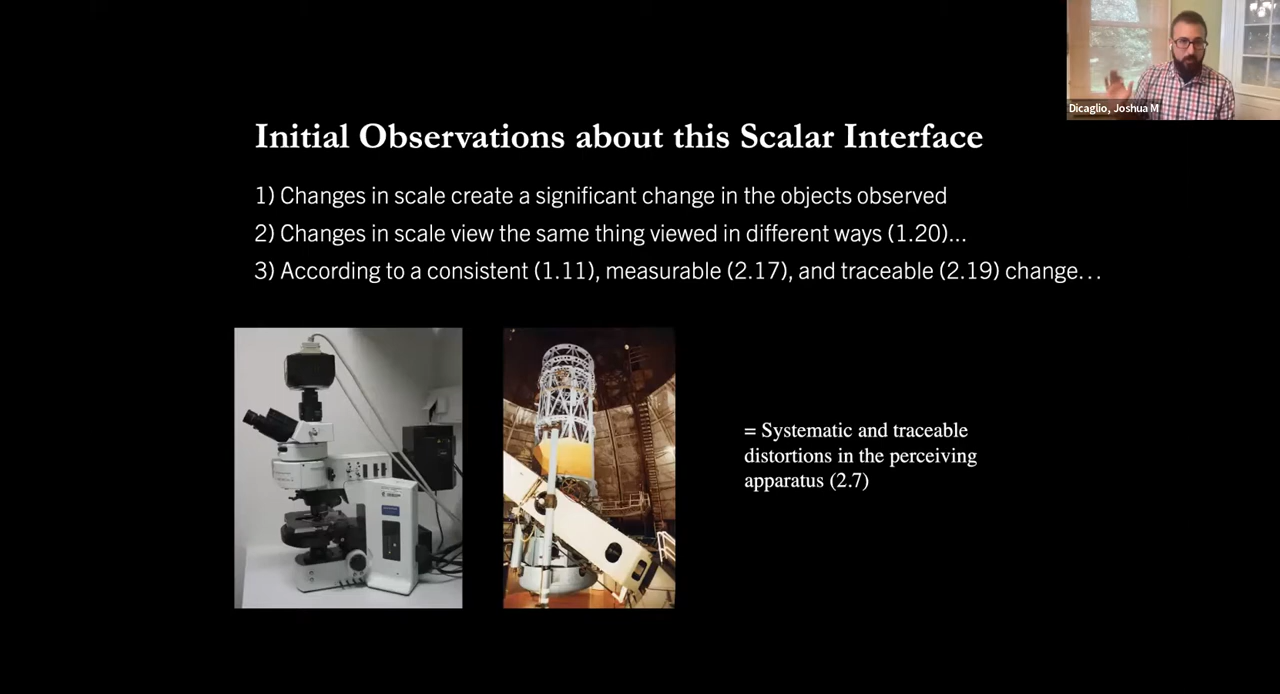 Dicaglio, Joshua M
Initial Observations about this Scalar Interface
1) Changes in scale create a significant change in the objects observed
2) Changes in scale view the same thing viewed in different ways (1.20)...
3) According to a consistent (1.11), measurable (2.17), and traceable (2.19) change...
= Systematic and traceable
distortions in the perceiving
apparatus (2.7)